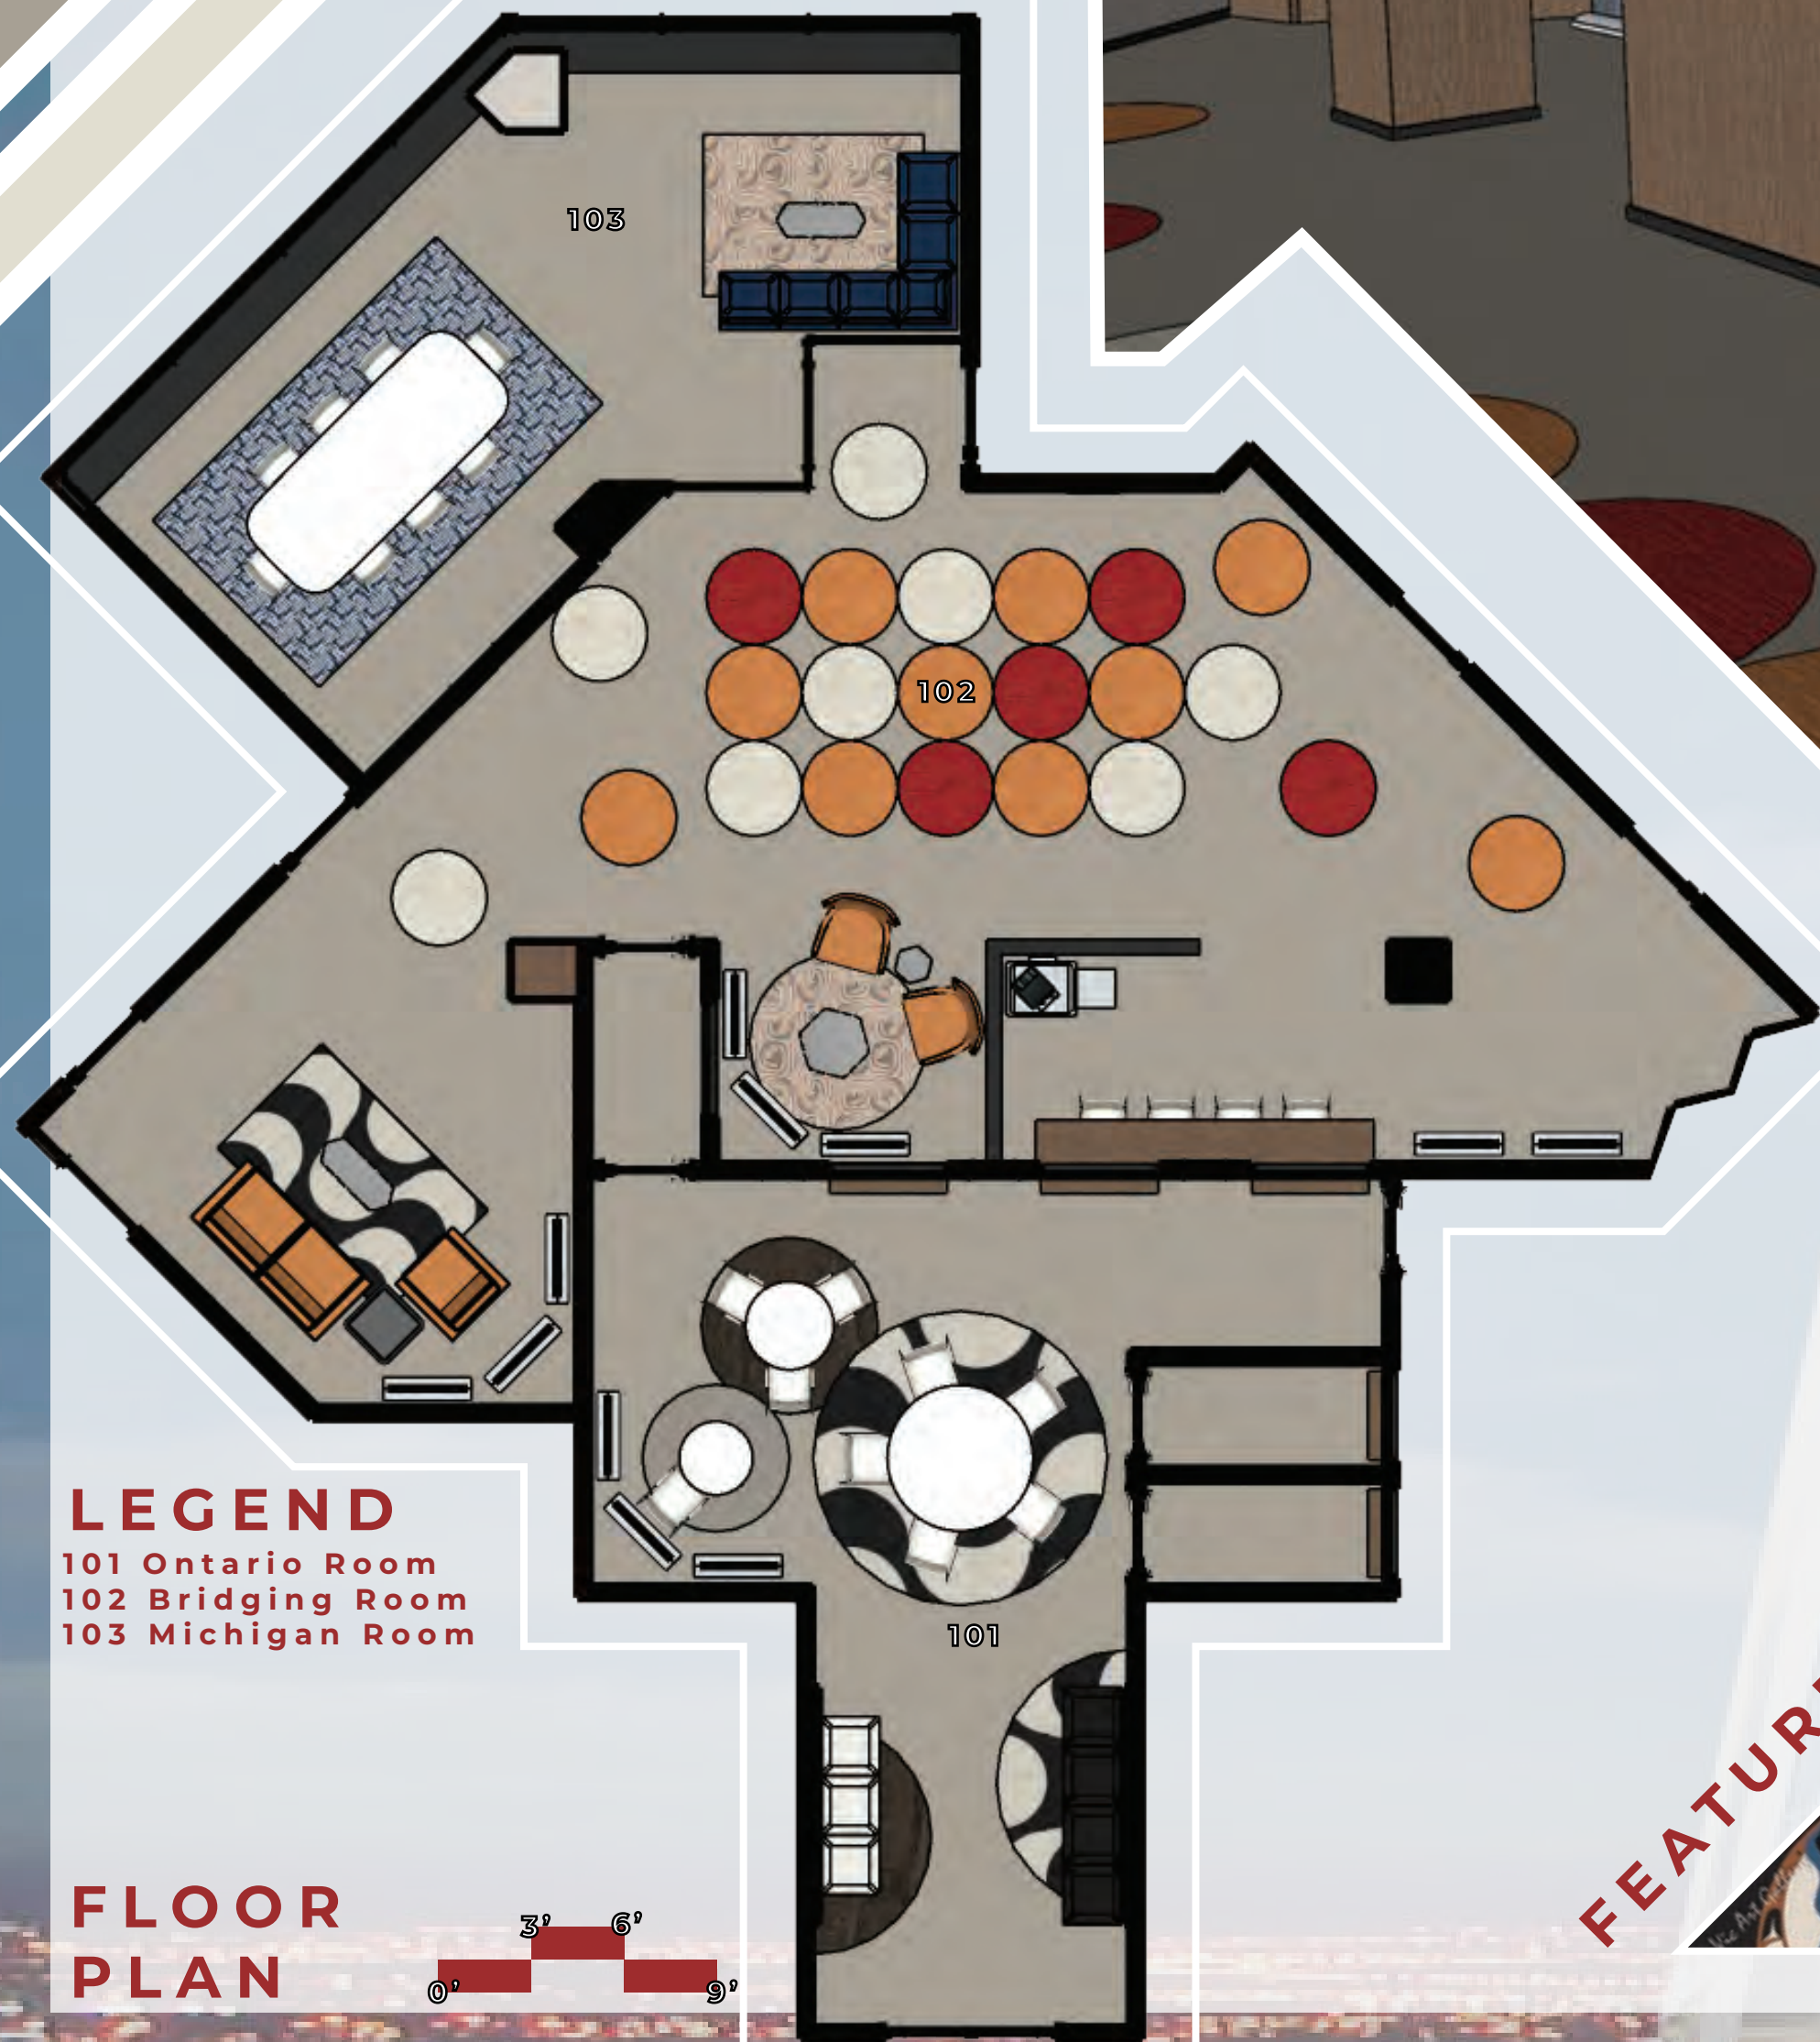 103
102
LEGEND
101 Ontario Room
102 Bridging Room
103 Michigan Room
101
FLOOR
PLAN
0' 3' 6' 9'